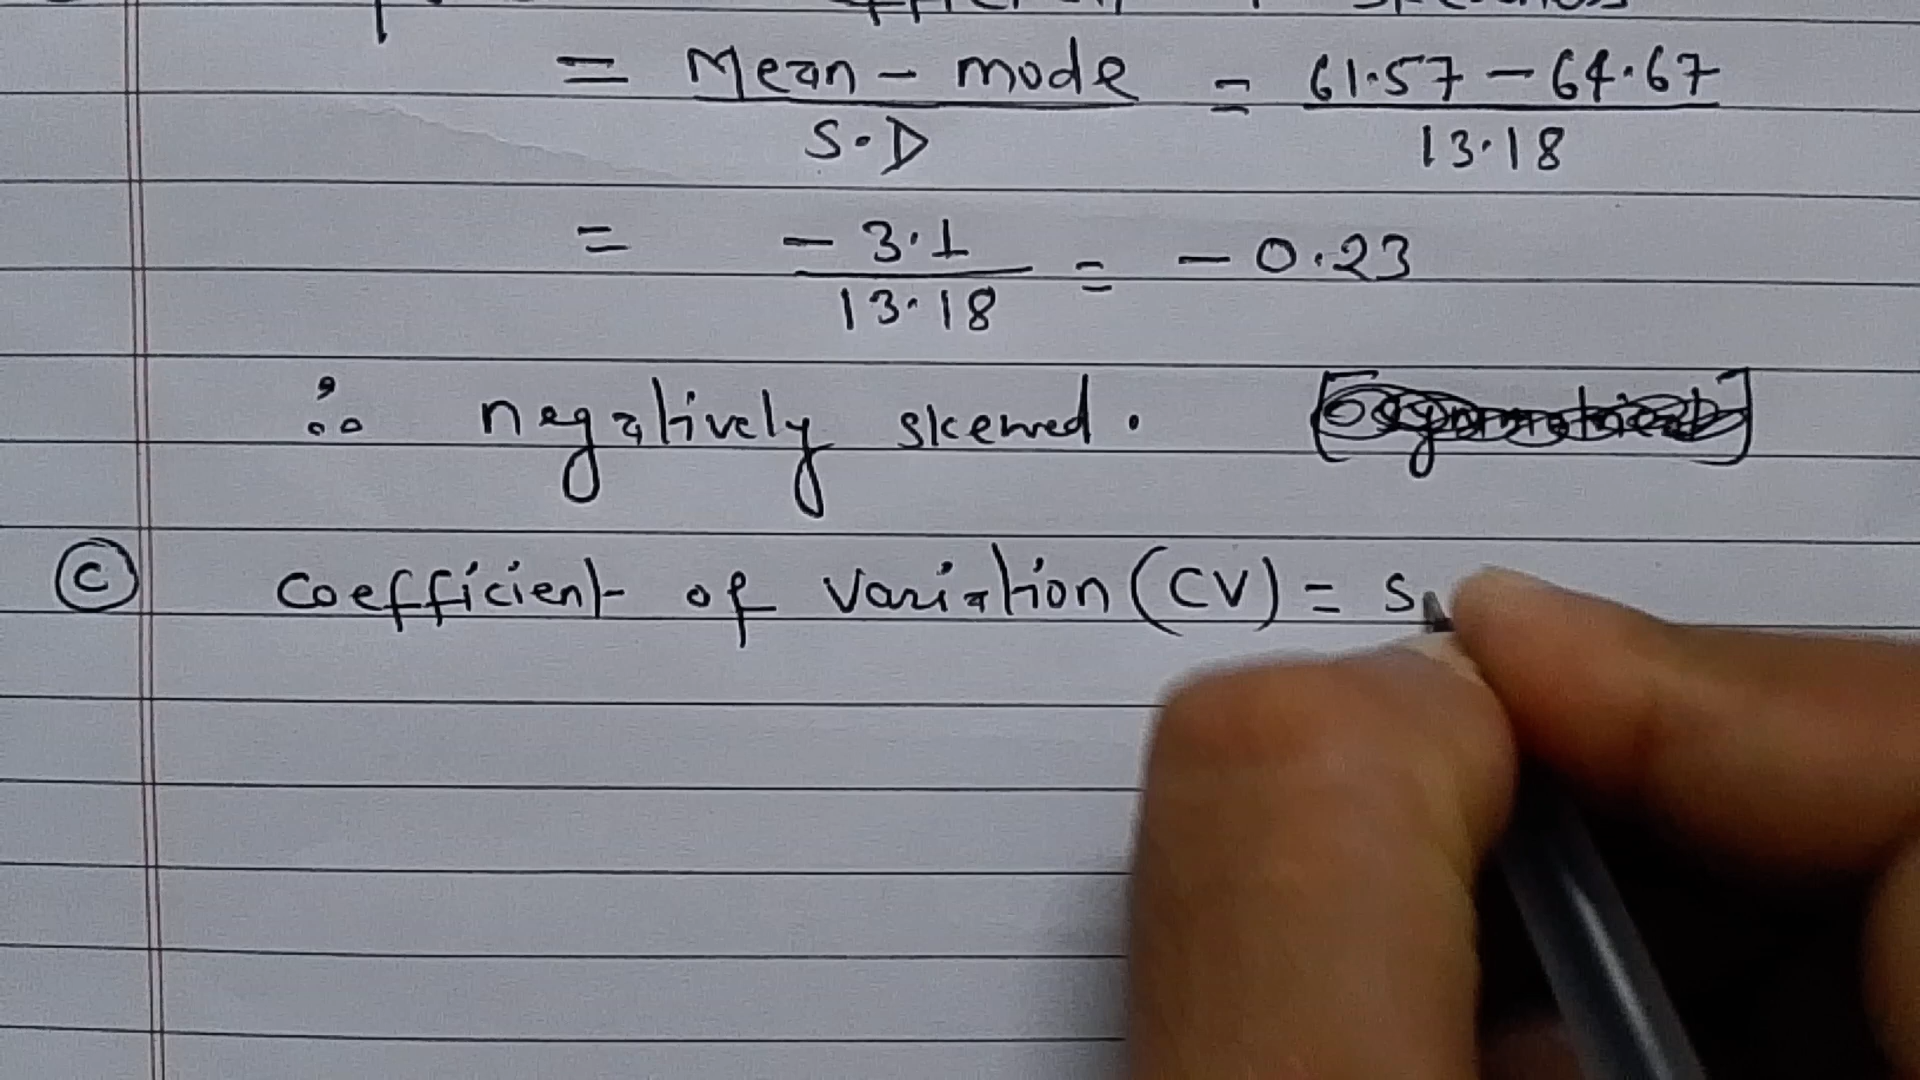 = Mean - mode / S.D = 61.57 - 64.67 / 13.18
= - 3.1 / 13.18 = - 0.23
∴ negatively skewed.
(c) Coefficient of Variation (CV) = S.